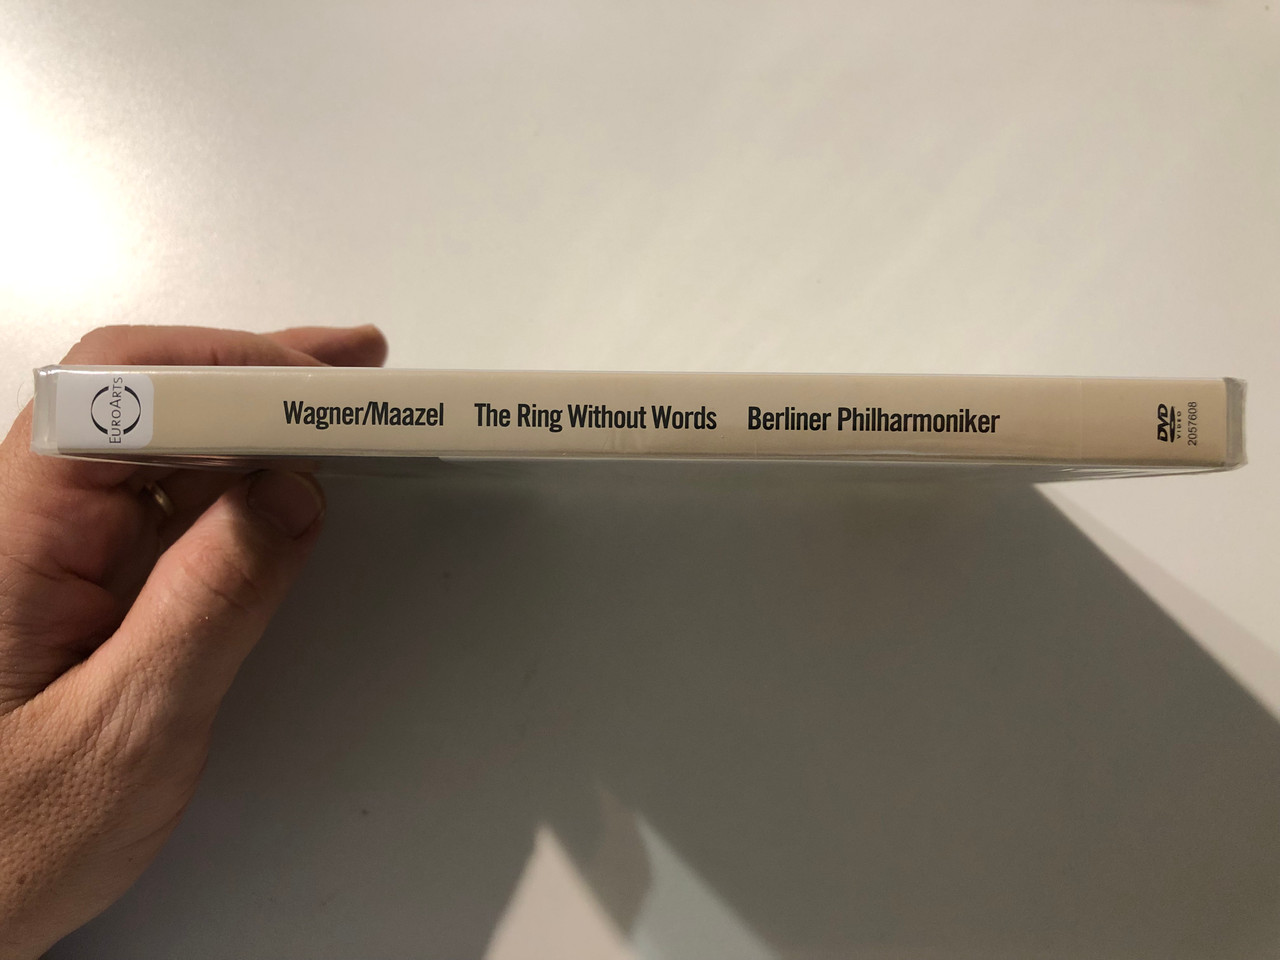 EUROARTS
Wagner/Maazel The Ring Without Words Berliner Philharmoniker
DVD
VIDEO
2057608